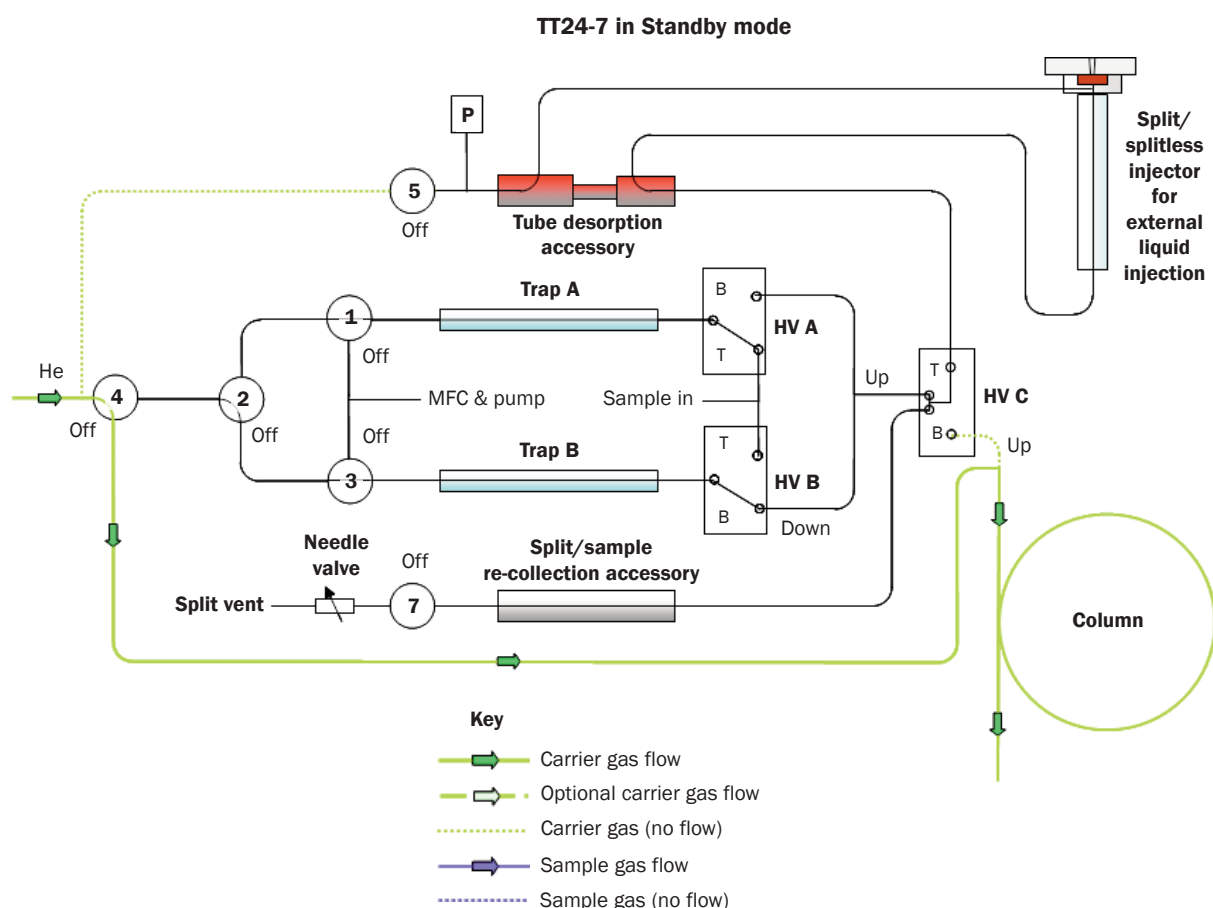 TT24-7 in Standby mode
P
Split/
splitless
injector
for
external
liquid
injection
5
Off
Tube desorption
accessory
Trap A
B
T
HV A
1
Off
He
4
Off
2
Off
MFC & pump
Sample in
Up
T
B
HV C
Up
Off
3
Trap B
T
B
HV B
Down
Needle
valve
Off
Split/sample
re-collection accessory
Split vent
7
Column
Key
Carrier gas flow
Optional carrier gas flow
Carrier gas (no flow)
Sample gas flow
Sample gas (no flow)